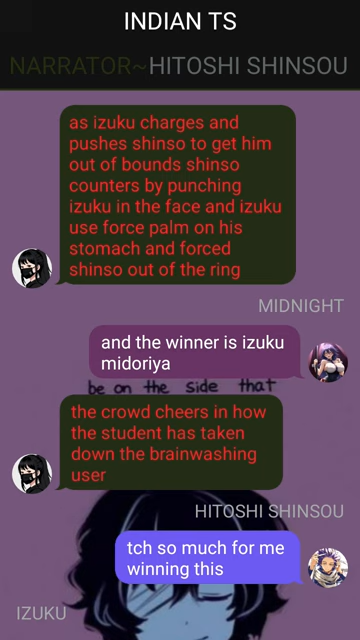 INDIAN TS
NARRATOR~HITOSHI SHINSOU
as izuku charges and
pushes shinso to get him
out of bounds shinso
counters by punching
izuku in the face and izuku
use force palm on his
stomach and forced
shinso out of the ring
MIDNIGHT
and the winner is izuku
midoriya
be on the side that
the crowd cheers in how
the student has taken
down the brainwashing
user
HITOSHI SHINSOU
tch so much for me
winning this
IZUKU